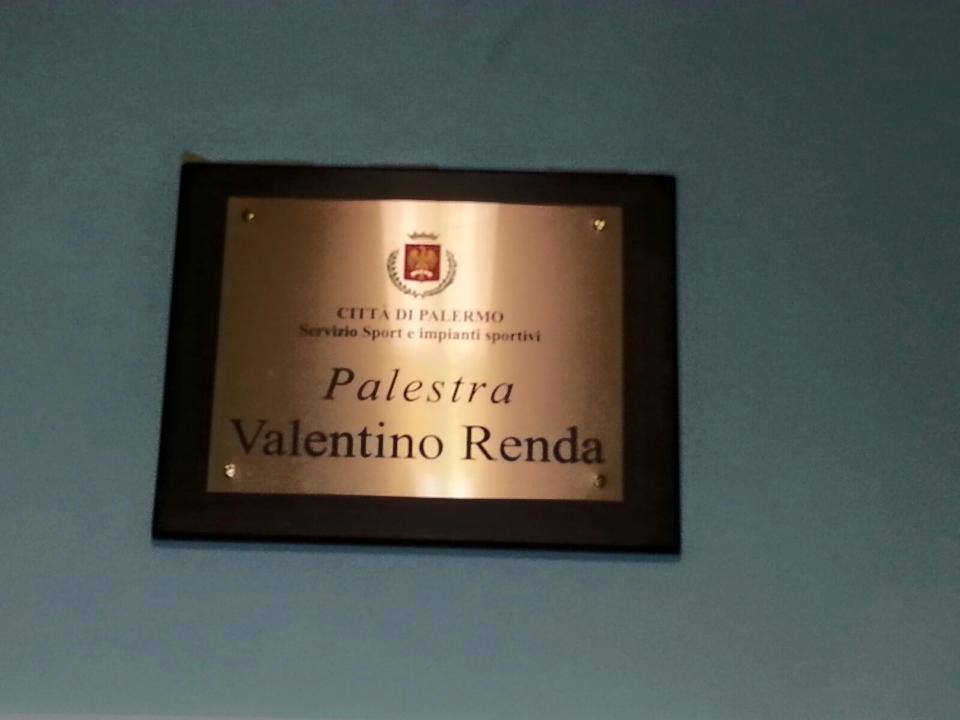 CITTÀ DI PALERMO
Servizio Sport e impianti sportivi
Palestra
Valentino Renda